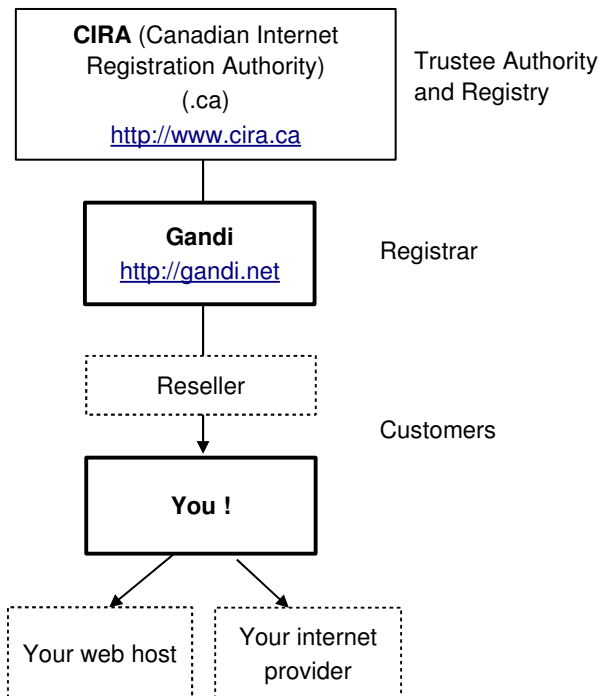 CIRA (Canadian Internet
Registration Authority)
(.ca)
http://www.cira.ca
Trustee Authority
and Registry
Gandi
http://gandi.net
Registrar
Reseller
Customers
You !
Your web host
Your internet
provider